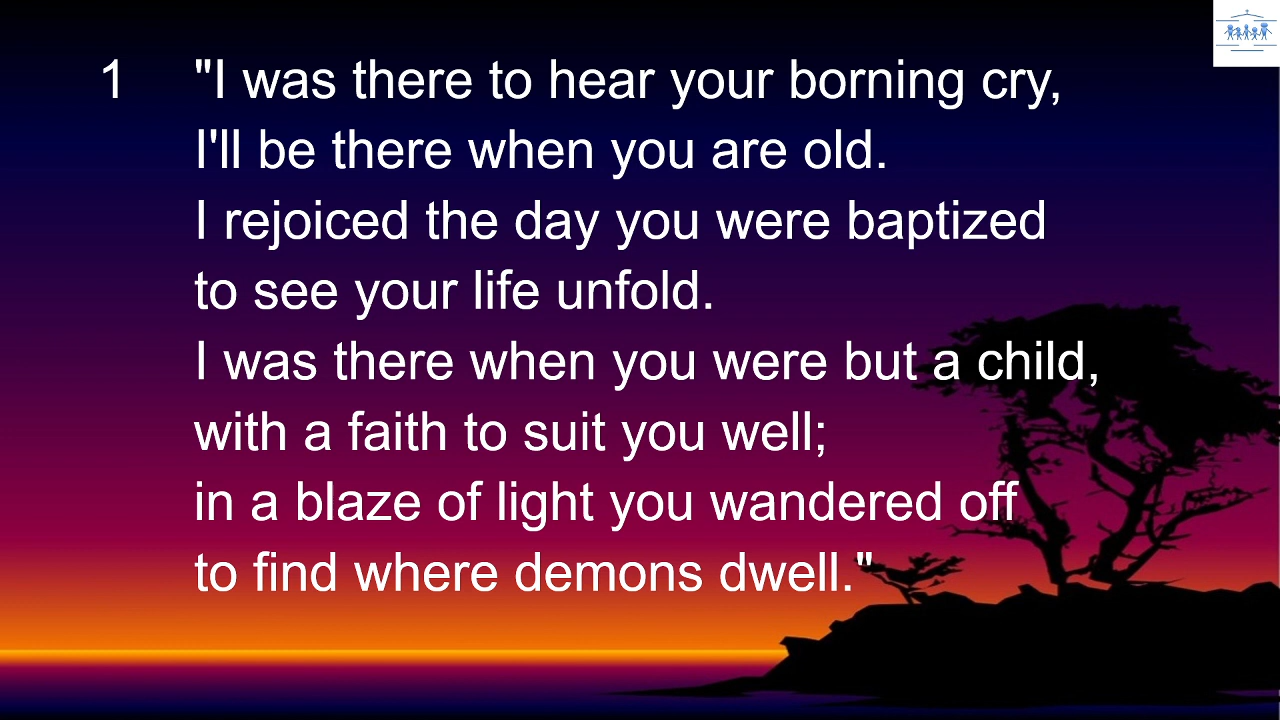 1 "I was there to hear your borning cry,
I'll be there when you are old.
I rejoiced the day you were baptized
to see your life unfold.
I was there when you were but a child,
with a faith to suit you well;
in a blaze of light you wandered off
to find where demons dwell."